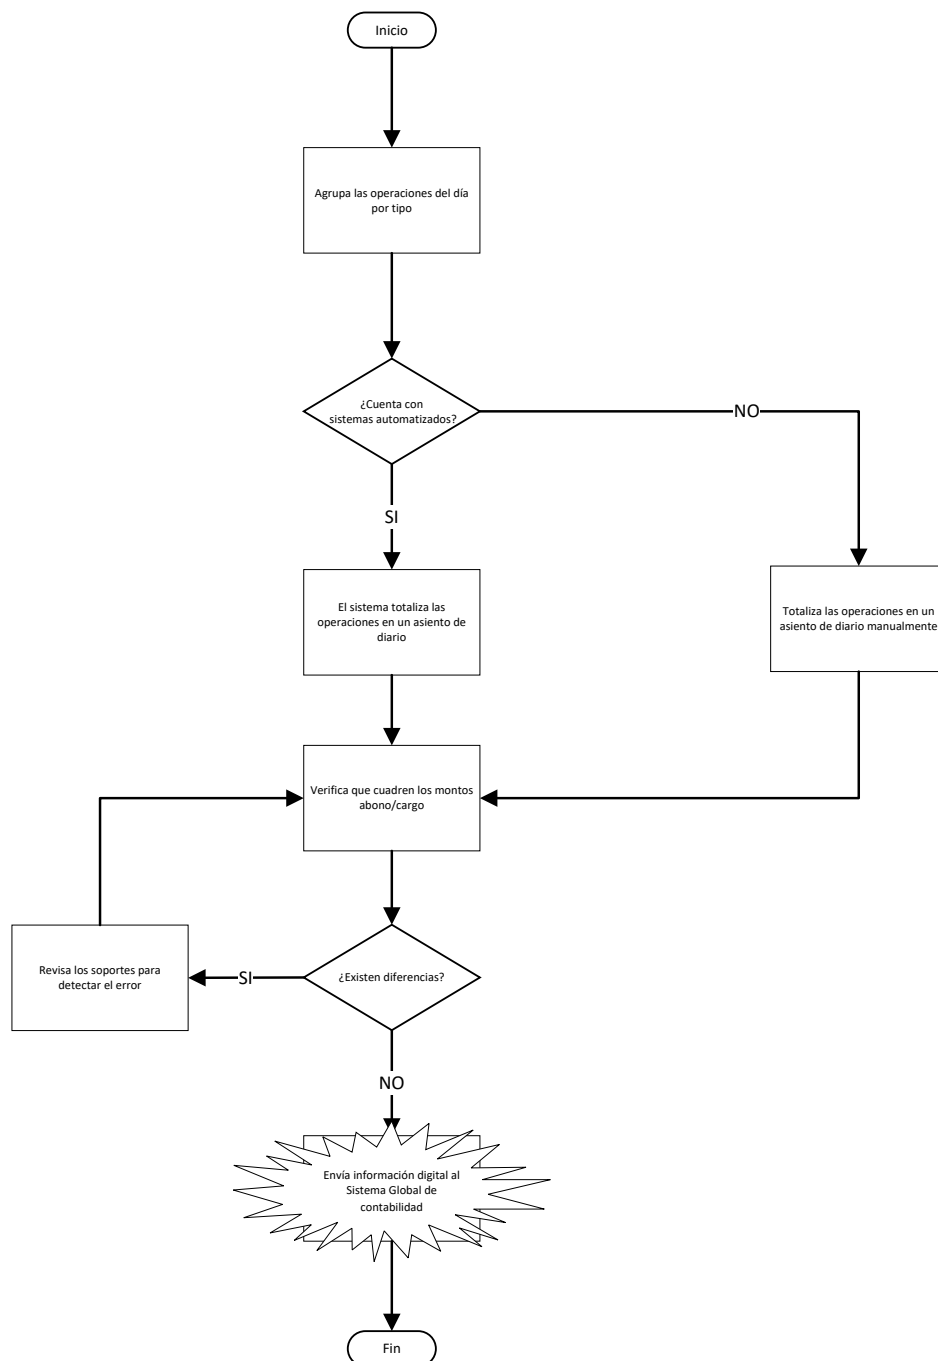 Inicio
Agrupa las operaciones del día
por tipo
¿Cuenta con
sistemas automatizados?
NO
SI
El sistema totaliza las
operaciones en un asiento de
diario
Totaliza las operaciones en un
asiento de diario manualmente
Verifica que cuadren los montos
abono/cargo
Revisa los soportes para
detectar el error
SI
¿Existen diferencias?
NO
Envía información digital al
Sistema Global de
contabilidad
Fin